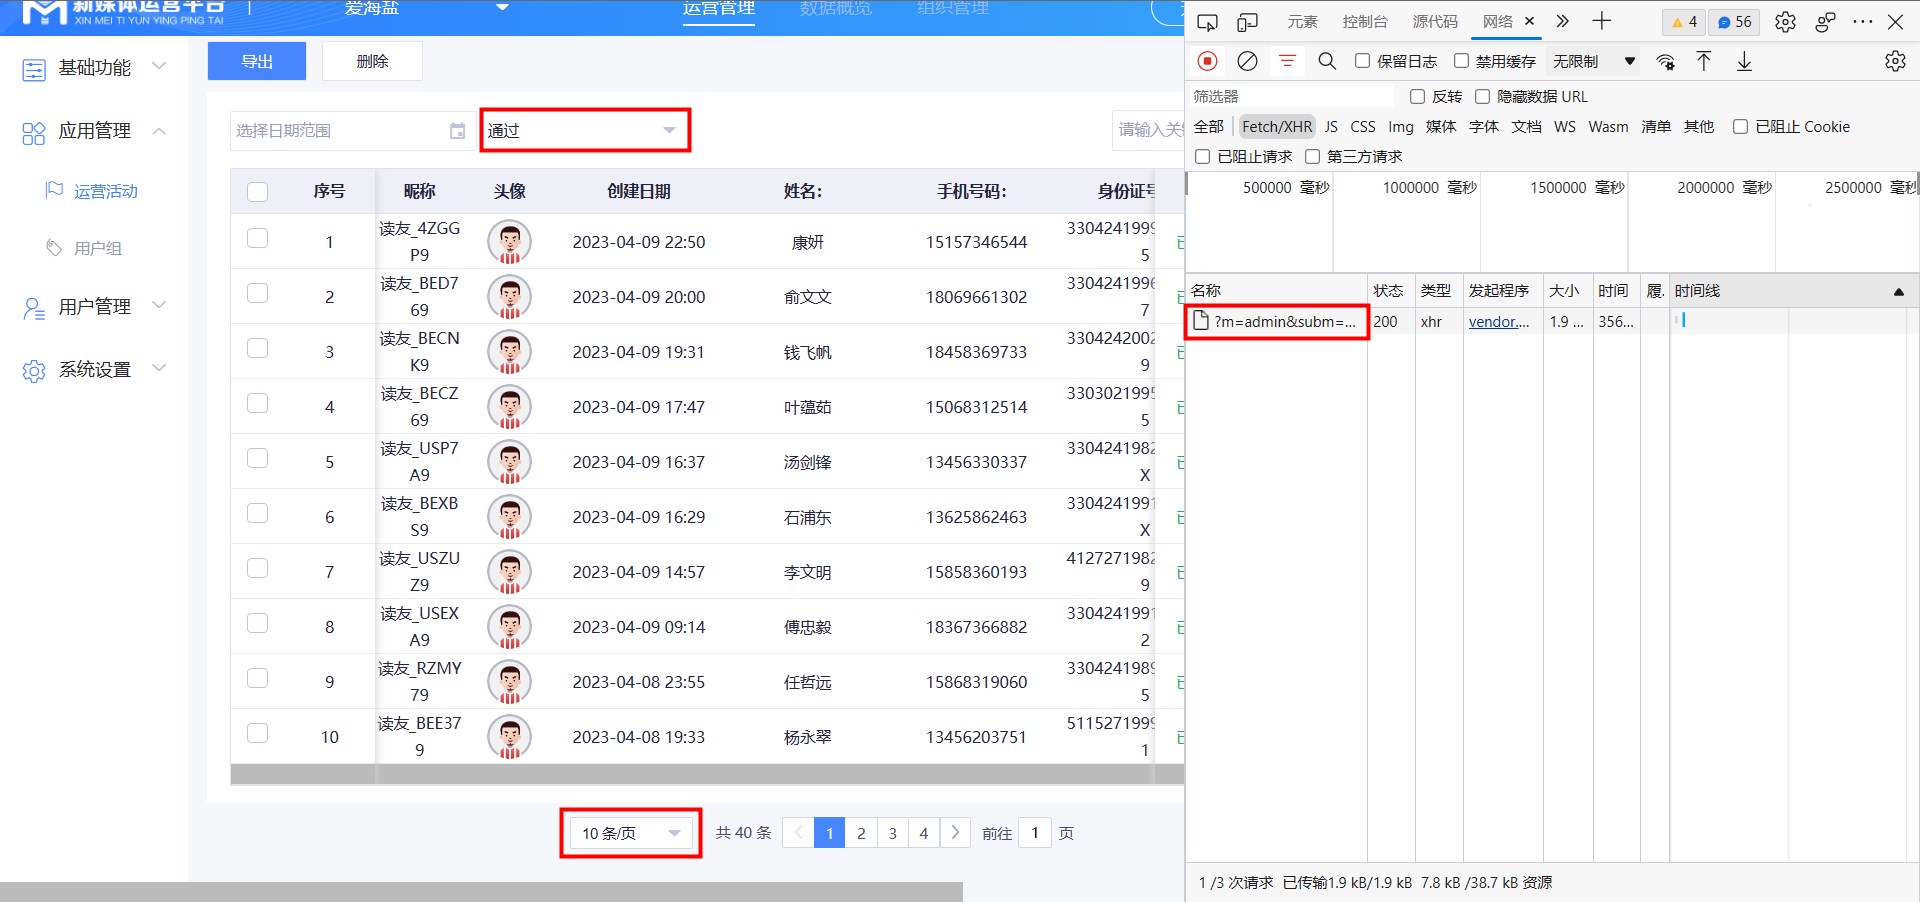 新媒体运营平台
XIN MEI TI YUN YING PING TAI
爱海盐
运营管理 数据概览 组织管理
基础功能
应用管理
运营活动
用户组
用户管理
系统设置
导出 删除
选择日期范围 通过 请输入关
序号 昵称 头像 创建日期 姓名: 手机号码: 身份证号
1 读友_4ZGGP9 2023-04-09 22:50 康妍 15157346544
2 读友_BED769 2023-04-09 20:00 俞文文 18069661302
3 读友_BECNK9 2023-04-09 19:31 钱飞帆 18458369733
4 读友_BECZ69 2023-04-09 17:47 叶蕴茹 15068312514
5 读友_USP7A9 2023-04-09 16:37 汤剑锋 13456330337
6 读友_BEXBS9 2023-04-09 16:29 石浦东 13625862463
7 读友_USZUZ9 2023-04-09 14:57 李文明 15858360193
8 读友_USEXA9 2023-04-09 09:14 傅忠毅 18367366882
9 读友_RZMY79 2023-04-08 23:55 任哲远 15868319060
10 读友_BEE379 2023-04-08 19:33 杨永翠 13456203751
10 条/页 共 40 条 1 2 3 4 前往 1 页
元素 控制台 源代码 网络 4 56
保留日志 禁用缓存 无限制
筛选器 反转 隐藏数据 URL
全部 Fetch/XHR JS CSS Img 媒体 字体 文档 WS Wasm 清单 其他 已阻止 Cookie
已阻止请求 第三方请求
500000 毫秒 1000000 毫秒 1500000 毫秒 2000000 毫秒 2500000 毫秒
名称 状态 类型 发起程序 大小 时间 履. 时间线
?m=admin&subm=... 200 xhr vendor.... 1.9 ... 356...
1 /3 次请求 已传输1.9 kB/1.9 kB 7.8 kB /38.7 kB 资源